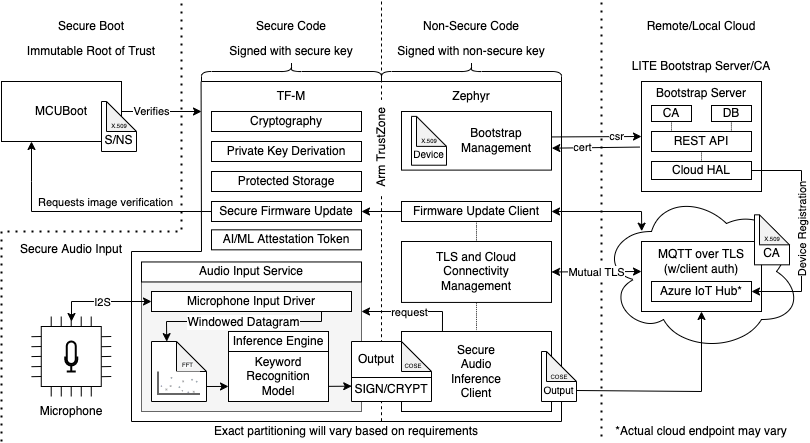 Secure Boot
Secure Code
Non-Secure Code
Remote/Local Cloud
Immutable Root of Trust
Signed with secure key
Signed with non-secure key
LITE Bootstrap Server/CA
MCUBoot
X.509
S/NS
Verifies
TF-M
Cryptography
Private Key Derivation
Protected Storage
Secure Firmware Update
AI/ML Attestation Token
Requests image verification
Arm TrustZone
Zephyr
X.509
Device
Bootstrap
Management
Firmware Update Client
TLS and Cloud
Connectivity
Management
csr
cert
Bootstrap Server
CA
DB
REST API
Cloud HAL
Device Registration
Mutual TLS
MQTT over TLS
(w/client auth)
Azure IoT Hub*
X.509
CA
Secure Audio Input
I2S
Microphone
Audio Input Service
Microphone Input Driver
Windowed Datagram
FFT
Inference Engine
Keyword
Recognition
Model
request
Output
COSE
SIGN/CRYPT
Secure
Audio
Inference
Client
COSE
Output
Exact partitioning will vary based on requirements
*Actual cloud endpoint may vary